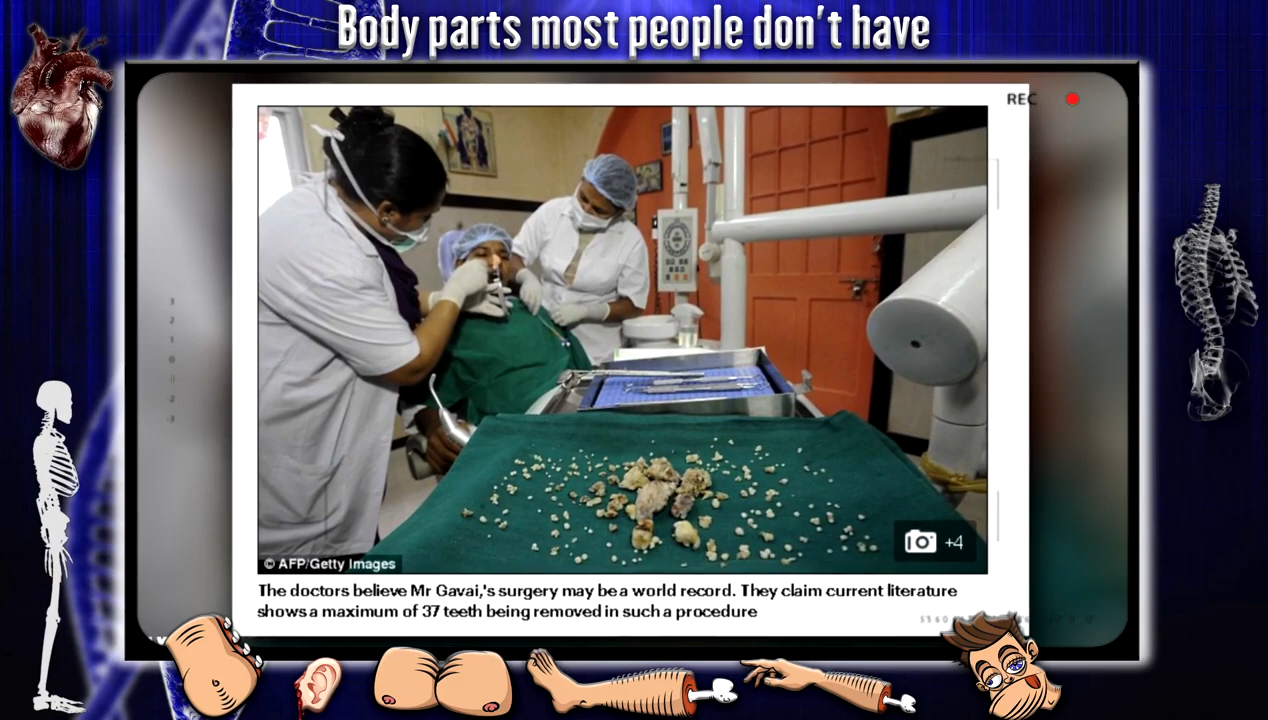 Body parts most people don't have
REC
+4
© AFP/Getty Images
The doctors believe Mr Gavai,'s surgery may be a world record. They claim current literature
shows a maximum of 37 teeth being removed in such a procedure